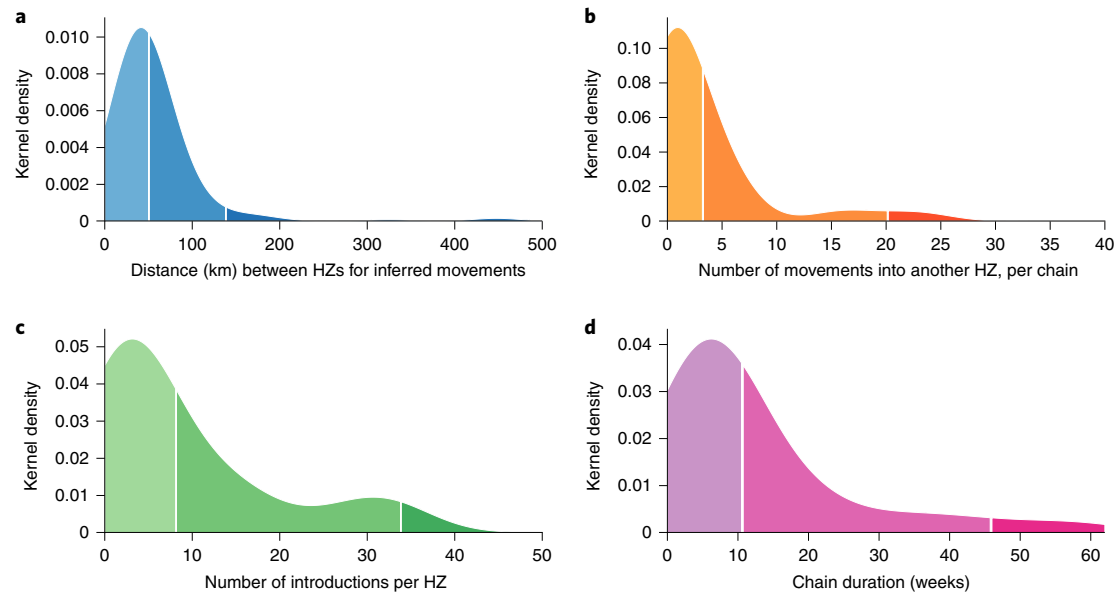 a
0.010
0.008
0.006
0.004
0.002
0
Kernel density
0 100 200 300 400 500
Distance (km) between HZs for inferred movements
b
0.10
0.08
0.06
0.04
0.02
0
Kernel density
0 5 10 15 20 25 30 35 40
Number of movements into another HZ, per chain
c
0.05
0.04
0.03
0.02
0.01
0
Kernel density
0 10 20 30 40 50
Number of introductions per HZ
d
0.04
0.03
0.02
0.01
0
Kernel density
0 10 20 30 40 50 60
Chain duration (weeks)